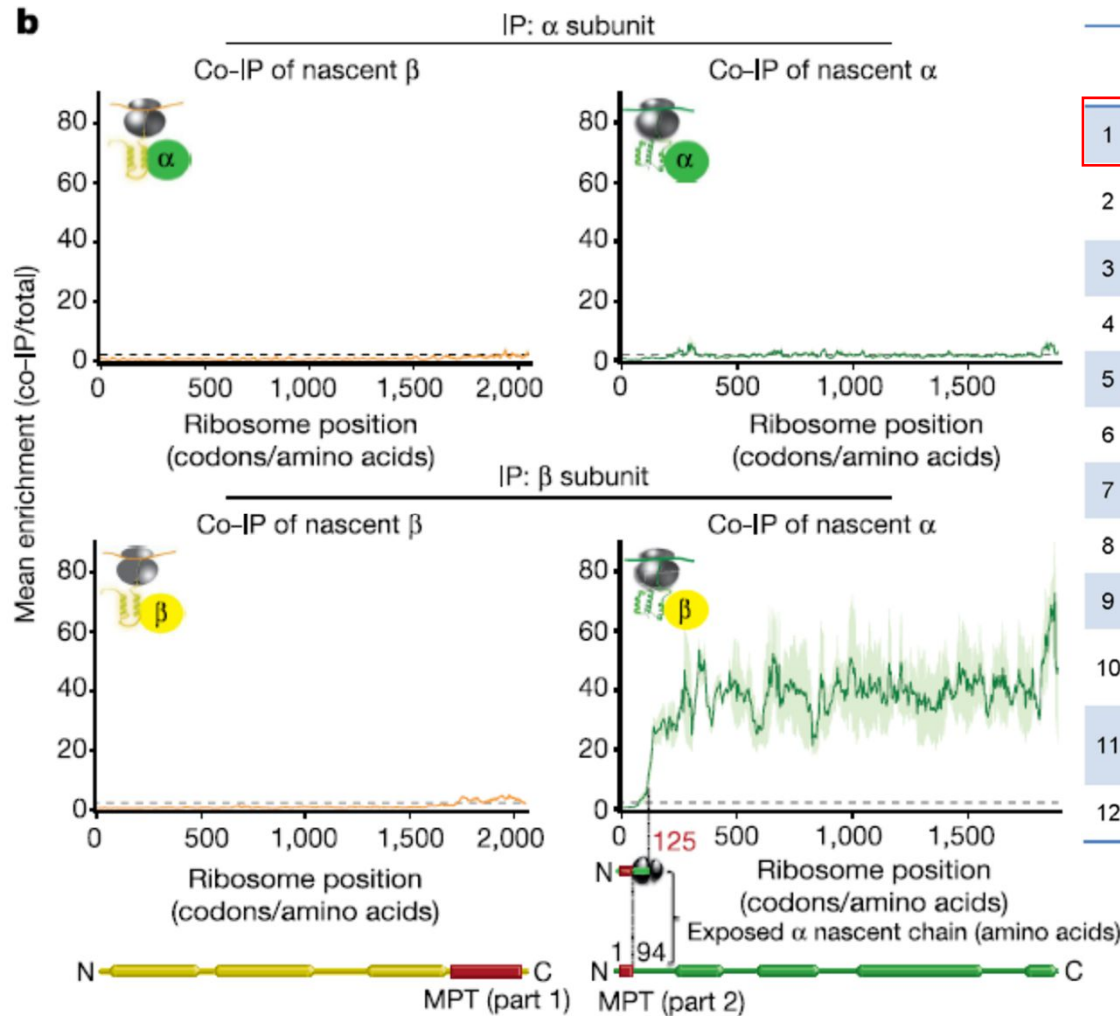 b
IP: α subunit
Co-IP of nascent β
Co-IP of nascent α
Mean enrichment (co-IP/total)
80
60
40
20
0
α
0 500 1,000 1,500 2,000
Ribosome position
(codons/amino acids)
80
60
40
20
0
α
0 500 1,000 1,500
Ribosome position
(codons/amino acids)
IP: β subunit
Co-IP of nascent β
Co-IP of nascent α
80
60
40
20
0
β
0 500 1,000 1,500 2,000
Ribosome position
(codons/amino acids)
80
60
40
20
0
β
0 500 1,000 1,500
125
N
Ribosome position
(codons/amino acids)
Exposed α nascent chain (amino acids)
1 94
N C
MPT (part 1)
N C
MPT (part 2)
1
2
3
4
5
6
7
8
9
10
11
12